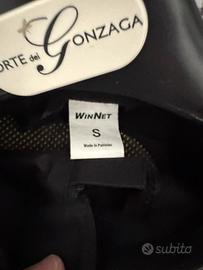 ORTE dei
GONZAGA
WINNET
S
Made in Pakistan
subito